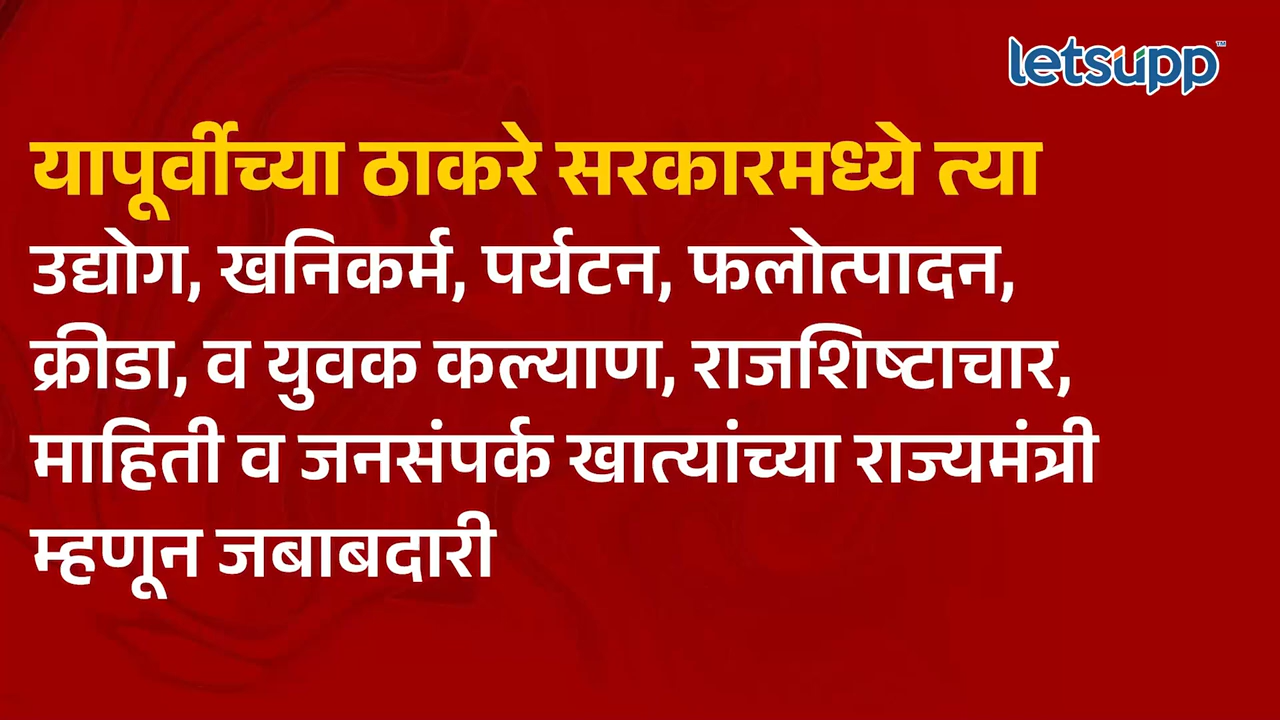 letsupp™
यापूर्वीच्या ठाकरे सरकारमध्ये त्या
उद्योग, खनिकर्म, पर्यटन, फलोत्पादन,
क्रीडा, व युवक कल्याण, राजशिष्टाचार,
माहिती व जनसंपर्क खात्यांच्या राज्यमंत्री
म्हणून जबाबदारी